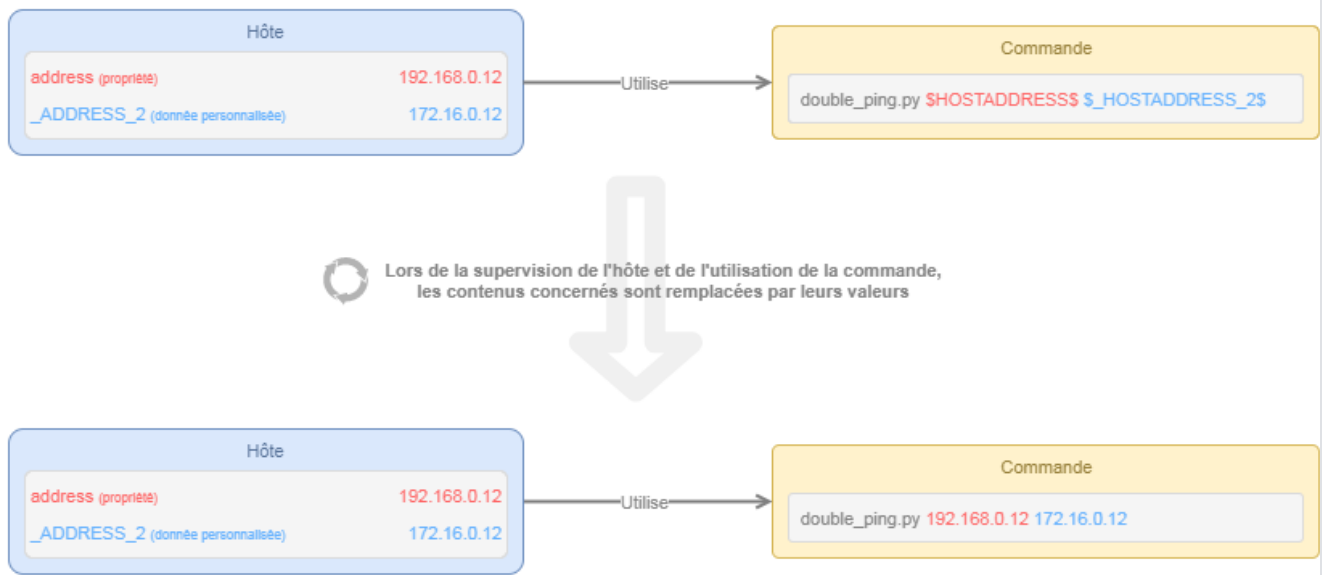 Hôte
address (propriété) 192.168.0.12
_ADDRESS_2 (donnée personnalisée) 172.16.0.12
Utilise
Commande
double_ping.py $HOSTADDRESS$ $_HOSTADDRESS_2$
Lors de la supervision de l'hôte et de l'utilisation de la commande,
les contenus concernés sont remplacées par leurs valeurs
Hôte
address (propriété) 192.168.0.12
_ADDRESS_2 (donnée personnalisée) 172.16.0.12
Utilise
Commande
double_ping.py 192.168.0.12 172.16.0.12